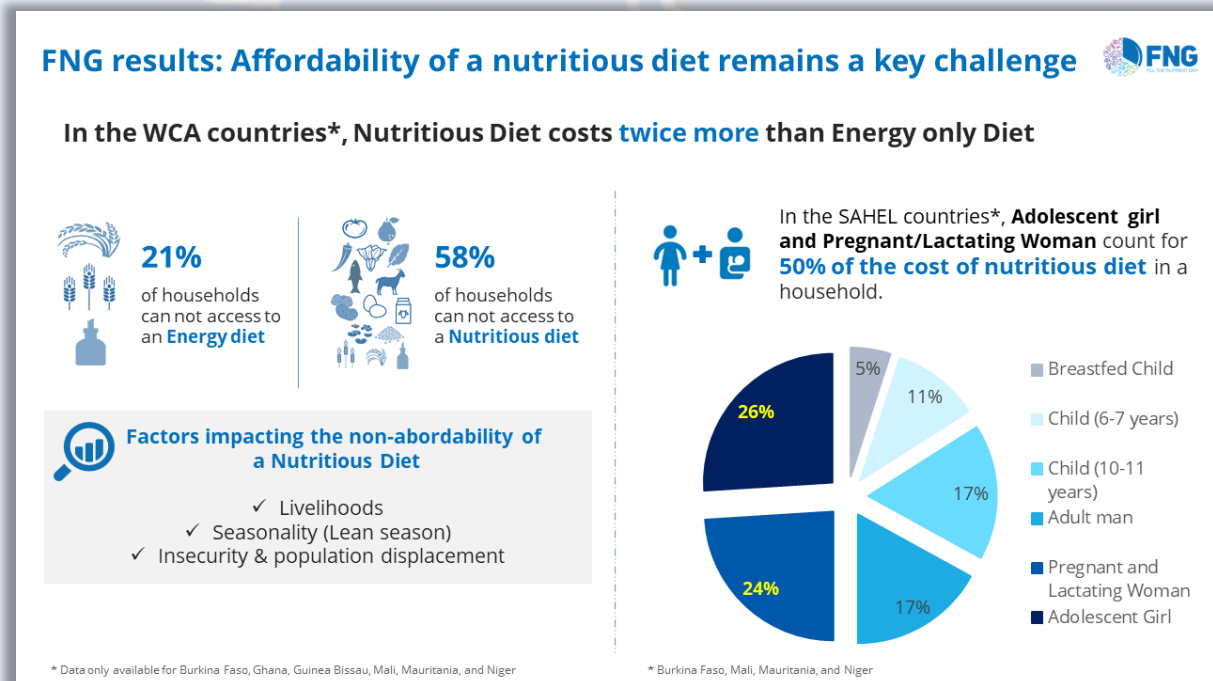 FNG results: Affordability of a nutritious diet remains a key challenge
FNG
FILL THE NUTRIENT GAP
In the WCA countries*, Nutritious Diet costs twice more than Energy only Diet
21%
of households
can not access to
an Energy diet
58%
of households
can not access to
a Nutritious diet
Factors impacting the non-abordability of
a Nutritious Diet
✓ Livelihoods
✓ Seasonality (Lean season)
✓ Insecurity & population displacement
* Data only available for Burkina Faso, Ghana, Guinea Bissau, Mali, Mauritania, and Niger
In the SAHEL countries*, Adolescent girl
and Pregnant/Lactating Woman count for
50% of the cost of nutritious diet in a
household.
5%
11%
17%
17%
24%
26%
Breastfed Child
Child (6-7 years)
Child (10-11
years)
Adult man
Pregnant and
Lactating Woman
Adolescent Girl
* Burkina Faso, Mali, Mauritania, and Niger